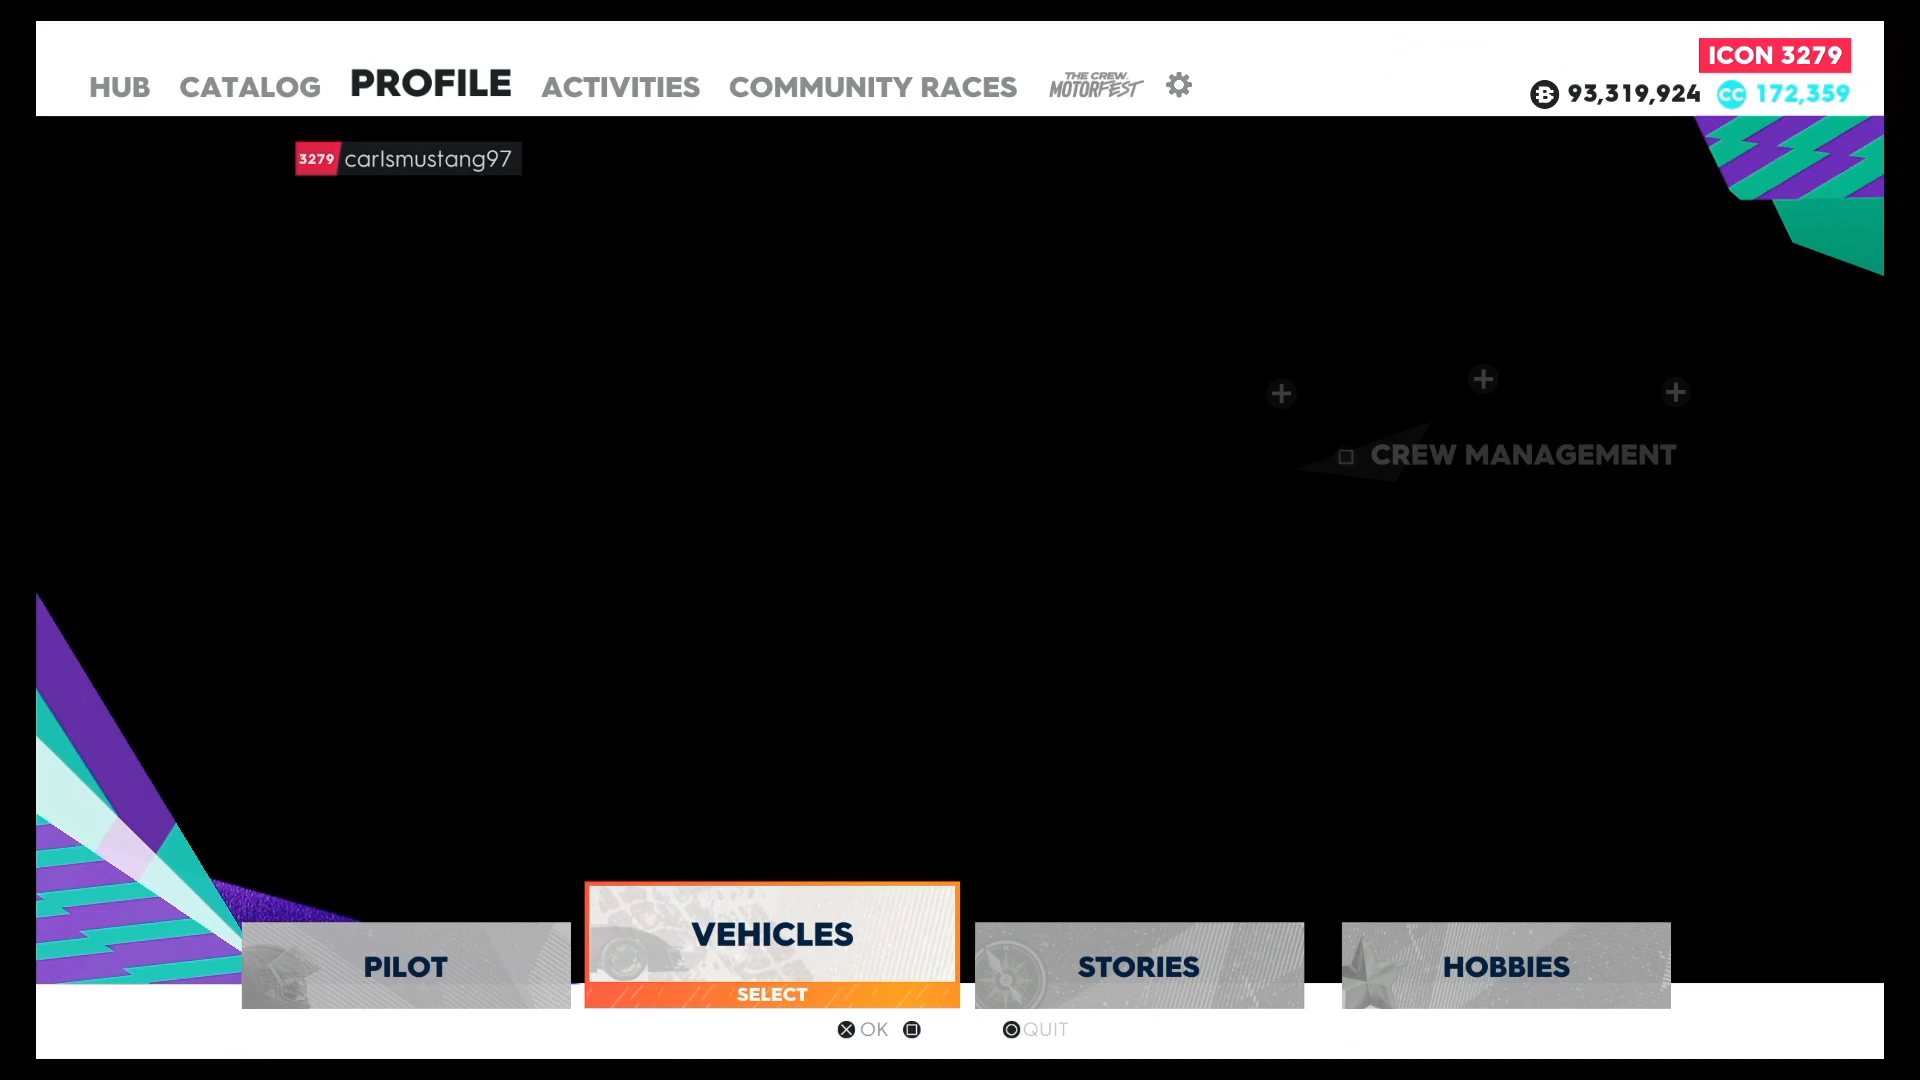 ICON 3279
HUB CATALOG PROFILE ACTIVITIES COMMUNITY RACES THE CREW MOTORFEST
93,319,924 CC 172,359
3279 carlsmustang97
CREW MANAGEMENT
PILOT
VEHICLES
SELECT
STORIES
HOBBIES
OK QUIT